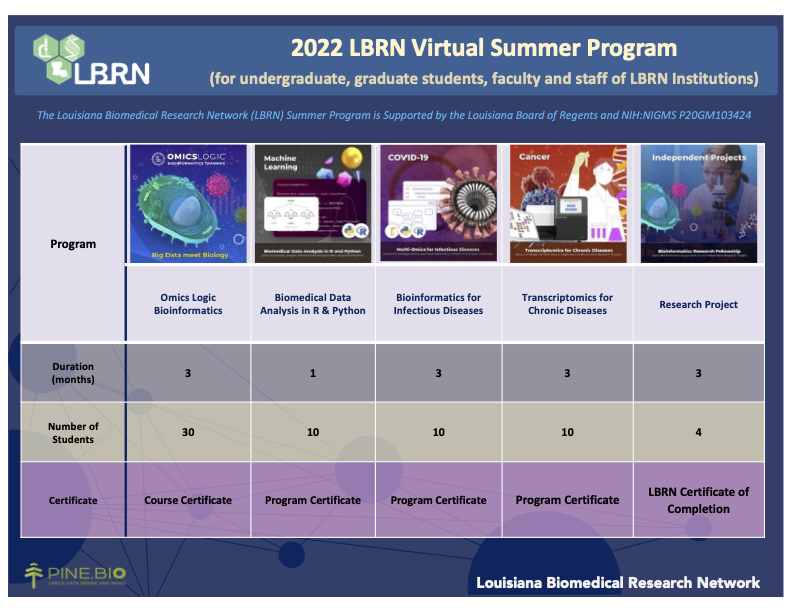 LBRN
2022 LBRN Virtual Summer Program
(for undergraduate, graduate students, faculty and staff of LBRN Institutions)
The Louisiana Biomedical Research Network (LBRN) Summer Program is Supported by the Louisiana Board of Regents and NIH:NIGMS P20GM103424
Program
OMICSLOGIC
BIOINFORMATICS TRAINING
Big Data meet Biology
Machine
Learning
Biomedical Data Analysis in R and Python
COVID-19
Multi-Omics for Infectious Diseases
Cancer
Transcriptomics for Chronic Diseases
Independent Projects
Bioinformatics Research Fellowship
Omics Logic
Bioinformatics
Biomedical Data
Analysis in R & Python
Bioinformatics for
Infectious Diseases
Transcriptomics for
Chronic Diseases
Research Project
Duration
(months)
3
1
3
3
3
Number of
Students
30
10
10
10
4
Certificate
Course Certificate
Program Certificate
Program Certificate
Program Certificate
LBRN Certificate of
Completion
PINE.BIO
OMICS DATA SENSE AND MORE
Louisiana Biomedical Research Network